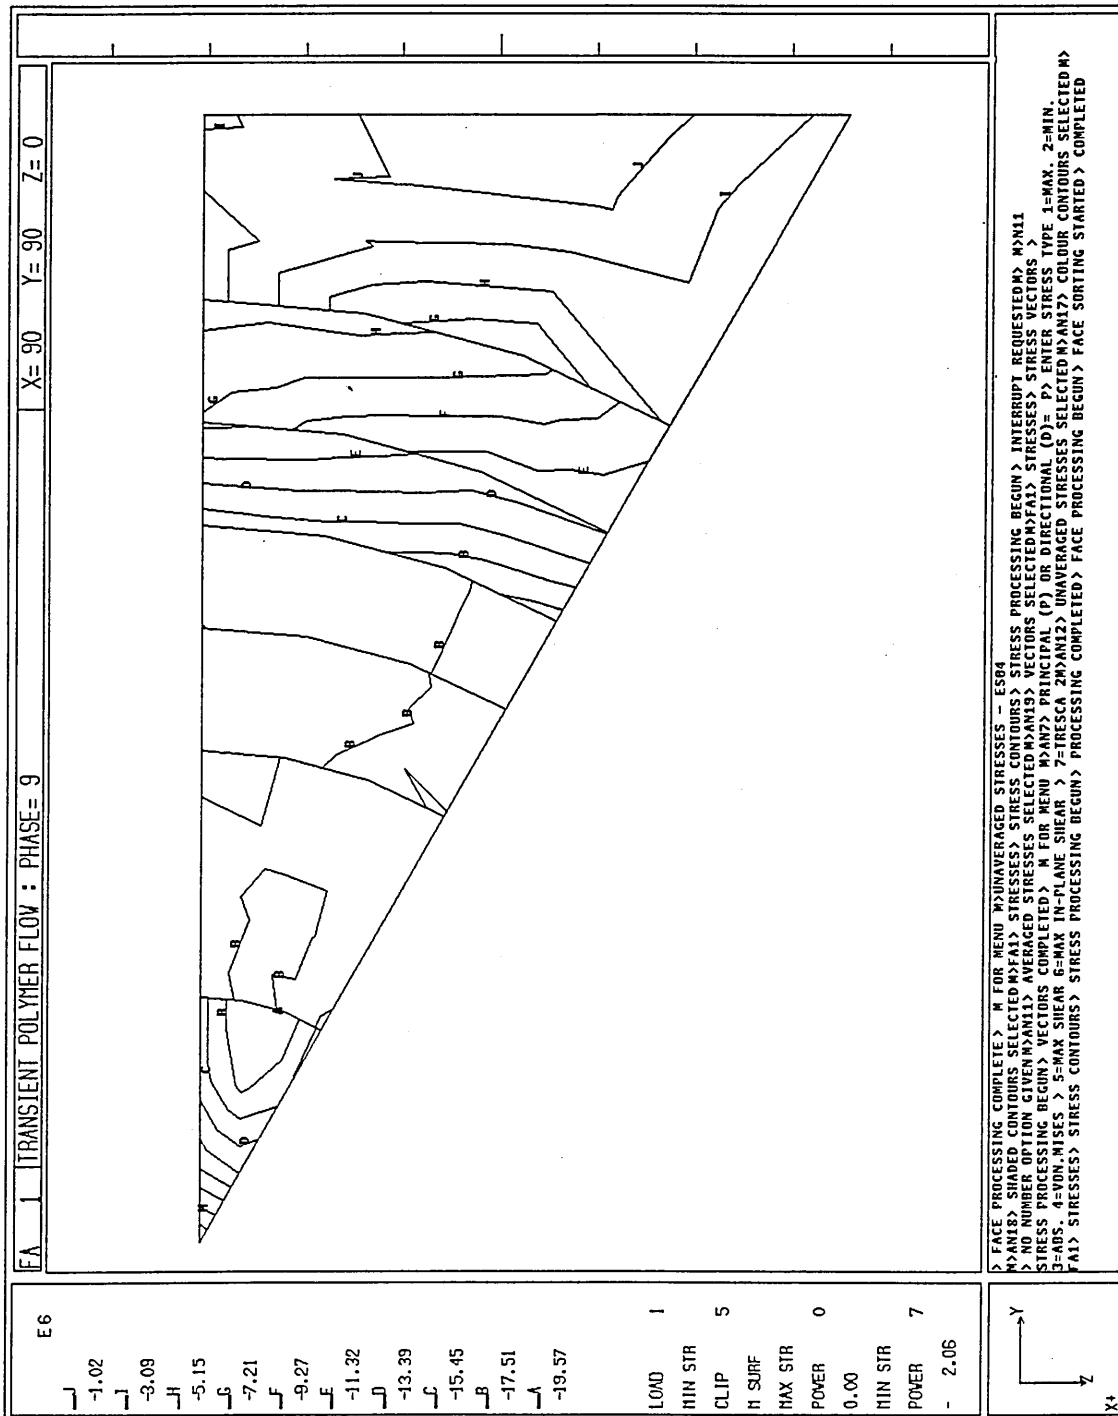 FA 1 TRANSIENT POLYMER FLOW : PHASE= 9 X= 90 Y= 90 Z= 0
E6
J
-1.02
I
-3.09
H
-5.15
G
-7.21
F
-9.27
E
-11.32
D
-13.39
C
-15.45
B
-17.51
A
-19.57
LOAD 1
MIN STR
CLIP 5
M SURF
MAX STR
POWER 0
0.00
MIN STR
POWER 7
- 2.06
M
D
C
B
A
B
B
B
B
B
B
C
D
D
E
E
F
G
G
H
G
H
I
J
J
K
Y
Z
X+
> FACE PROCESSING COMPLETE> M FOR MENU M>UNAVERAGED STRESSES - ES04
M>AN18> SHADED CONTOURS SELECTEDM>FA1> STRESSES> STRESS CONTOURS> STRESS PROCESSING BEGUN> INTERRUPT REQUESTEDM> M>N11
> NO NUMBER OPTION GIVENM>AN11> AVERAGED STRESSES SELECTEDM>AN19> VECTORS SELECTEDM>FA1> STRESSES> STRESS VECTORS >
STRESS PROCESSING BEGUN> VECTORS COMPLETED> M FOR MENU M>AN7> PRINCIPAL (P) OR DIRECTIONAL (D)= P> ENTER STRESS TYPE 1=MAX. 2=MIN.
3=ABS. 4=VON.MISES > 5=MAX SHEAR 6=MAX IN-PLANE SHEAR > 7=TRESCA 2M>AN12> UNAVERAGED STRESSES SELECTEDM>AN17> COLOUR CONTOURS SELECTEDM>
FA1> STRESSES> STRESS CONTOURS> STRESS PROCESSING BEGUN> PROCESSING COMPLETED> FACE PROCESSING BEGUN> FACE SORTING STARTED> COMPLETED